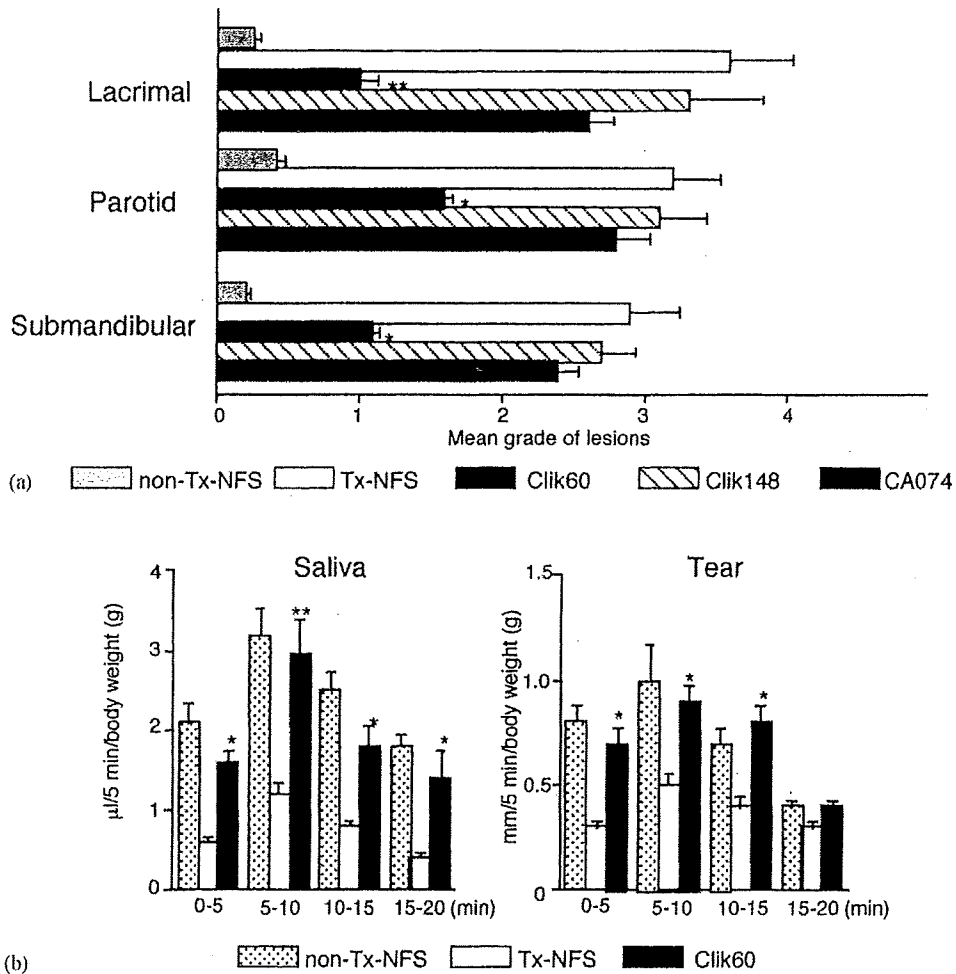 Lacrimal
**
Parotid
*
Submandibular
*
0 1 2 3 4
Mean grade of lesions
(a) non-Tx-NFS Tx-NFS Clik60 Clik148 CA074
Saliva
µl/5 min/body weight (g)
4
3
2
1
0
* ** * *
0-5 5-10 10-15 15-20 (min)
Tear
mm/5 min/body weight (g)
1.5
1.0
0.5
0
* * *
0-5 5-10 10-15 15-20 (min)
(b) non-Tx-NFS Tx-NFS Clik60